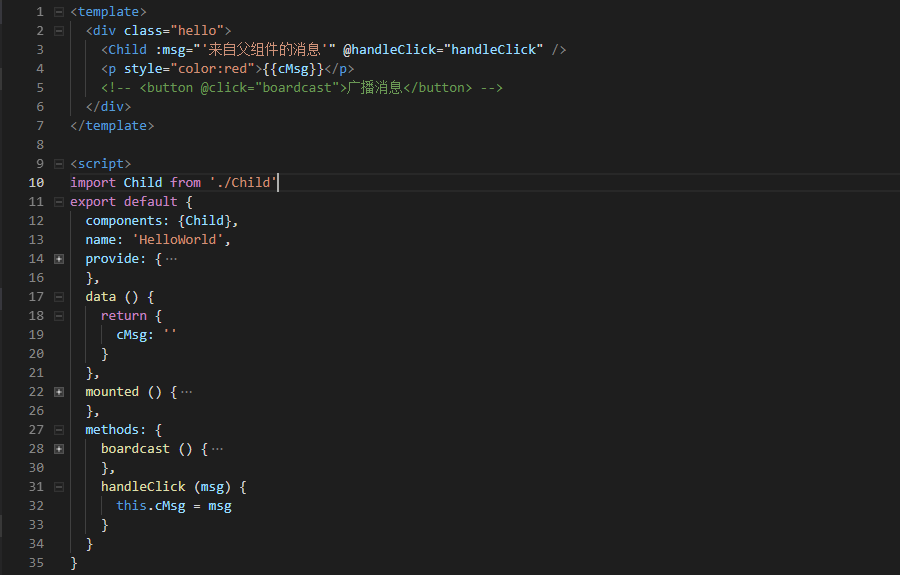 1 <template>
2 <div class="hello">
3 <Child :msg="'来自父组件的消息'" @handleClick="handleClick" />
4 <p style="color:red">{{cMsg}}</p>
5 <!-- <button @click="boardcast">广播消息</button> -->
6 </div>
7 </template>
8
9 <script>
10 import Child from './Child'
11 export default {
12 components: {Child},
13 name: 'HelloWorld',
14 provide: {…
16 },
17 data () {
18 return {
19 cMsg: ''
20 }
21 },
22 mounted () {…
26 },
27 methods: {
28 boardcast () {…
30 },
31 handleClick (msg) {
32 this.cMsg = msg
33 }
34 }
35 }